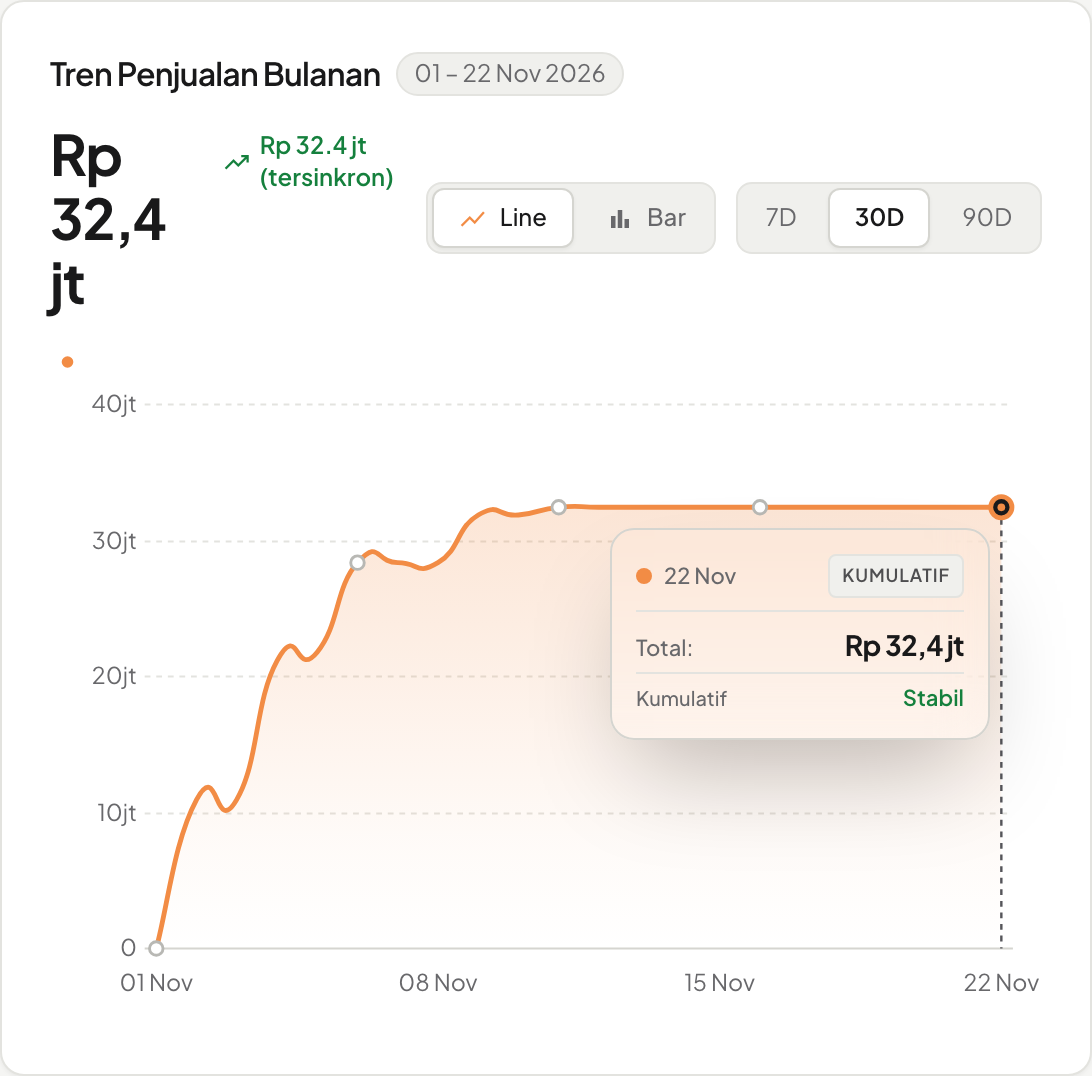 Tren Penjualan Bulanan
01 – 22 Nov 2026
Rp
32,4
jt
Rp 32.4 jt
(tersinkron)
Line
Bar
7D
30D
90D
40jt
30jt
20jt
10jt
0
22 Nov
KUMULATIF
Total:
Rp 32,4 jt
Kumulatif
Stabil
01 Nov
08 Nov
15 Nov
22 Nov